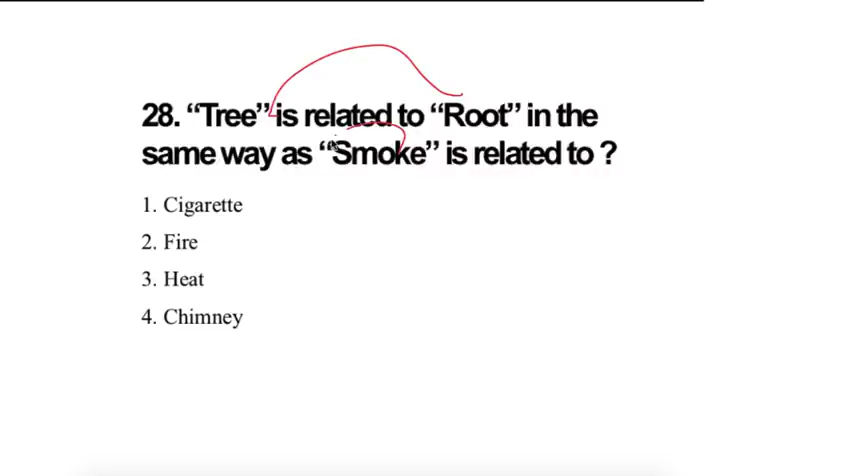 28. “Tree” is related to “Root” in the
same way as “Smoke” is related to ?
1. Cigarette
2. Fire
3. Heat
4. Chimney